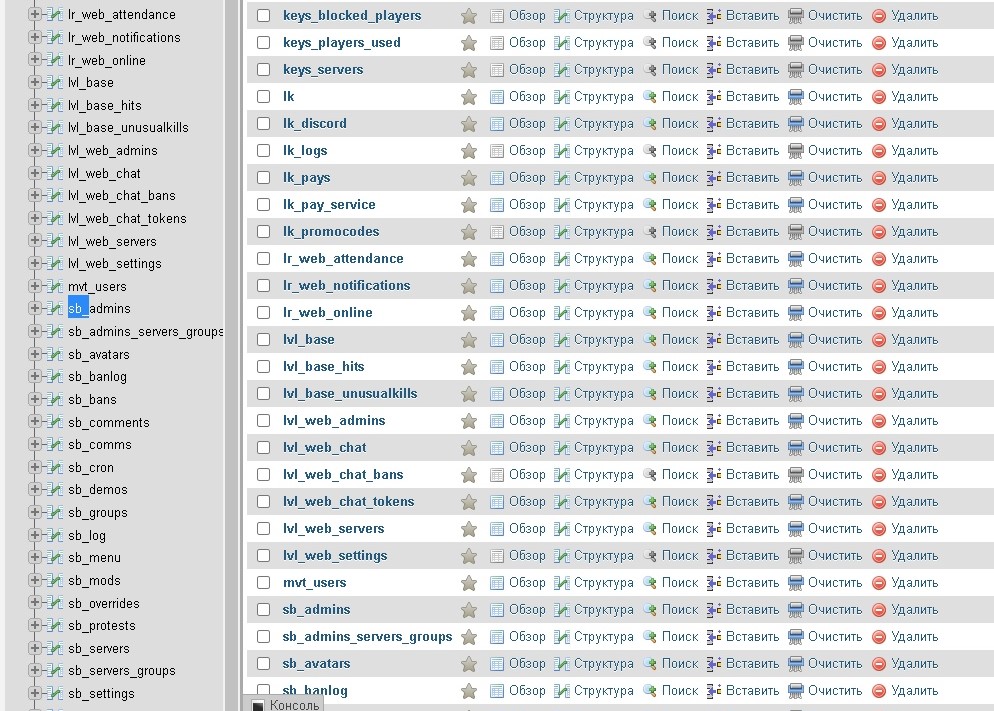 lr_web_attendance
lr_web_notifications
lr_web_online
lvl_base
lvl_base_hits
lvl_base_unusualkills
lvl_web_admins
lvl_web_chat
lvl_web_chat_bans
lvl_web_chat_tokens
lvl_web_servers
lvl_web_settings
mvt_users
sb_admins
sb_admins_servers_groups
sb_avatars
sb_banlog
sb_bans
sb_comments
sb_comms
sb_cron
sb_demos
sb_groups
sb_log
sb_menu
sb_mods
sb_overrides
sb_protests
sb_servers
sb_servers_groups
sb_settings
keys_blocked_players Обзор Структура Поиск Вставить Очистить Удалить
keys_players_used Обзор Структура Поиск Вставить Очистить Удалить
keys_servers Обзор Структура Поиск Вставить Очистить Удалить
lk Обзор Структура Поиск Вставить Очистить Удалить
lk_discord Обзор Структура Поиск Вставить Очистить Удалить
lk_logs Обзор Структура Поиск Вставить Очистить Удалить
lk_pays Обзор Структура Поиск Вставить Очистить Удалить
lk_pay_service Обзор Структура Поиск Вставить Очистить Удалить
lk_promocodes Обзор Структура Поиск Вставить Очистить Удалить
lr_web_attendance Обзор Структура Поиск Вставить Очистить Удалить
lr_web_notifications Обзор Структура Поиск Вставить Очистить Удалить
lr_web_online Обзор Структура Поиск Вставить Очистить Удалить
lvl_base Обзор Структура Поиск Вставить Очистить Удалить
lvl_base_hits Обзор Структура Поиск Вставить Очистить Удалить
lvl_base_unusualkills Обзор Структура Поиск Вставить Очистить Удалить
lvl_web_admins Обзор Структура Поиск Вставить Очистить Удалить
lvl_web_chat Обзор Структура Поиск Вставить Очистить Удалить
lvl_web_chat_bans Обзор Структура Поиск Вставить Очистить Удалить
lvl_web_chat_tokens Обзор Структура Поиск Вставить Очистить Удалить
lvl_web_servers Обзор Структура Поиск Вставить Очистить Удалить
lvl_web_settings Обзор Структура Поиск Вставить Очистить Удалить
mvt_users Обзор Структура Поиск Вставить Очистить Удалить
sb_admins Обзор Структура Поиск Вставить Очистить Удалить
sb_admins_servers_groups Обзор Структура Поиск Вставить Очистить Удалить
sb_avatars Обзор Структура Поиск Вставить Очистить Удалить
sb_banlog Обзор Структура Поиск Вставить Очистить Удалить
Консоль